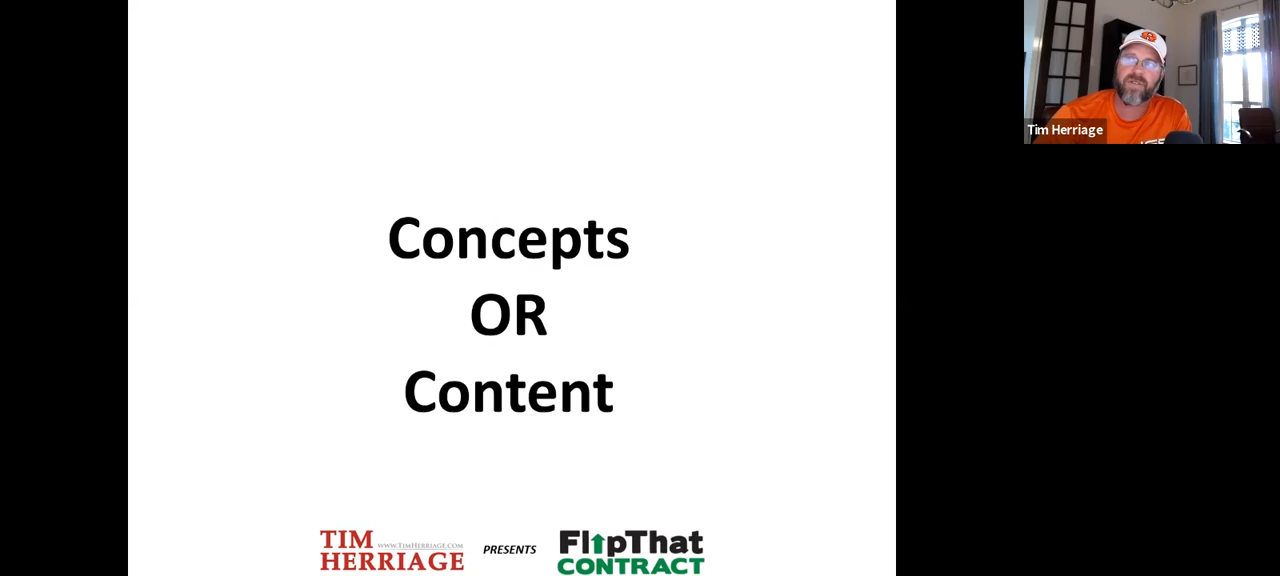 Concepts
OR
Content
TIM
WWW.TIMHERRIAGE.COM
HERRIAGE
PRESENTS
FlipThat
CONTRACT
Tim Herriage